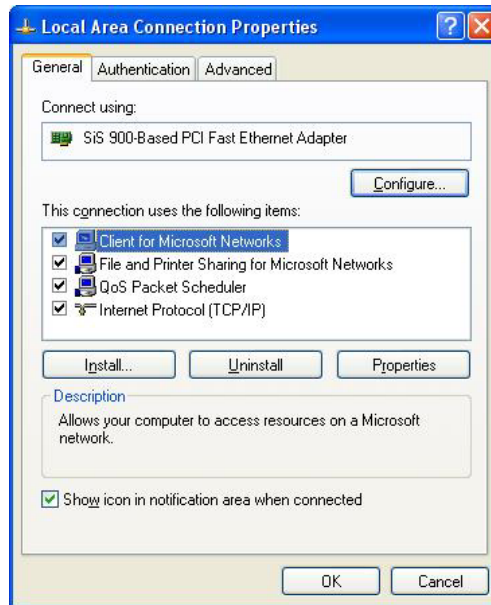 Local Area Connection Properties
General Authentication Advanced
Connect using:
SiS 900-Based PCI Fast Ethernet Adapter
Configure...
This connection uses the following items:
Client for Microsoft Networks
File and Printer Sharing for Microsoft Networks
QoS Packet Scheduler
Internet Protocol (TCP/IP)
Install... Uninstall Properties
Description
Allows your computer to access resources on a Microsoft
network.
Show icon in notification area when connected
OK Cancel